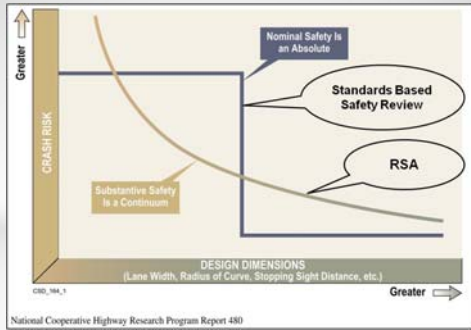 Greater
CRASH RISK
Nominal Safety Is
an Absolute
Standards Based
Safety Review
RSA
Substantive Safety
Is a Continuum
DESIGN DIMENSIONS
(Lane Width, Radius of Curve, Stopping Sight Distance, etc.)
CSD_164_1
Greater
National Cooperative Highway Research Program Report 480